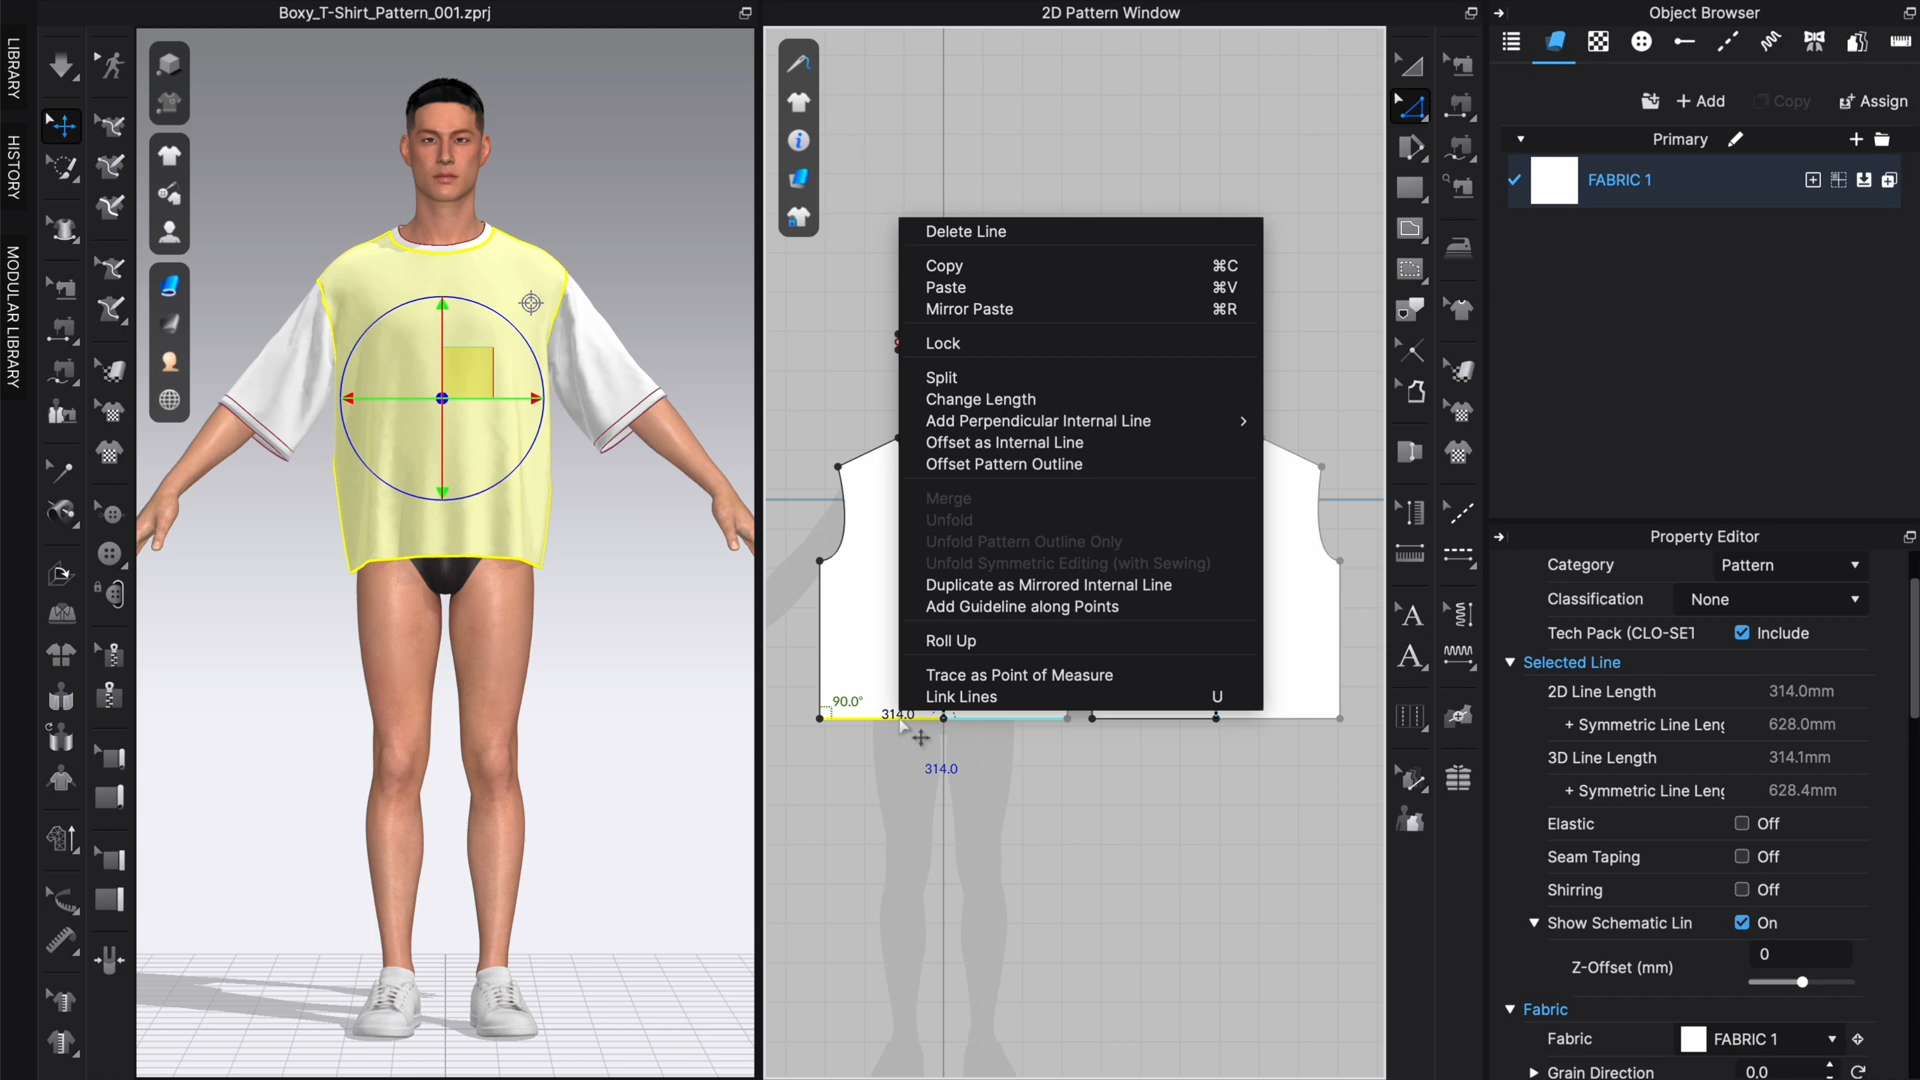 Boxy_T-Shirt_Pattern_001.zprj
2D Pattern Window
Object Browser
LIBRARY
HISTORY
MODULAR LIBRARY
+ Add
Copy
Assign
Primary
FABRIC 1
Delete Line
Copy ⌘C
Paste ⌘V
Mirror Paste ⌘R
Lock
Split
Change Length
Add Perpendicular Internal Line
Offset as Internal Line
Offset Pattern Outline
Merge
Unfold
Unfold Pattern Outline Only
Unfold Symmetric Editing (with Sewing)
Duplicate as Mirrored Internal Line
Add Guideline along Points
Roll Up
Trace as Point of Measure
Link Lines U
90.0°
314.0
314.0
A
A
Property Editor
Category Pattern
Classification None
Tech Pack (CLO-SET Include
Selected Line
2D Line Length 314.0mm
+ Symmetric Line Leng 628.0mm
3D Line Length 314.1mm
+ Symmetric Line Leng 628.4mm
Elastic Off
Seam Taping Off
Shirring Off
Show Schematic Lin On
Z-Offset (mm) 0
Fabric
Fabric FABRIC 1
Grain Direction 0.0